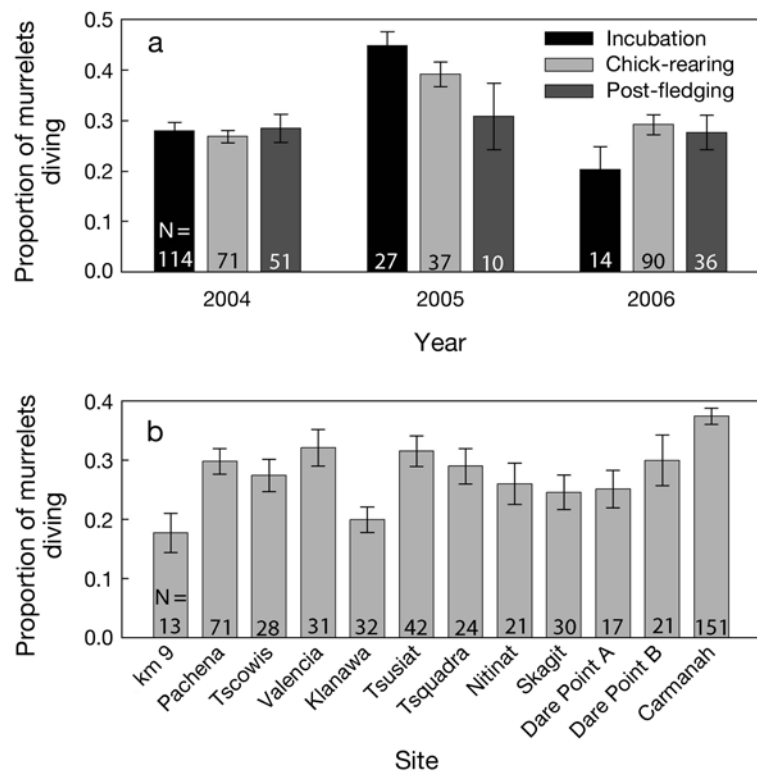 a
Incubation
Chick-rearing
Post-fledging
Proportion of murrelets
diving
0.5
0.4
0.3
0.2
0.1
0.0
N =
114 71 51 27 37 10 14 90 36
2004 2005 2006
Year
b
Proportion of murrelets
diving
0.4
0.3
0.2
0.1
0.0
N =
13 71 28 31 32 42 24 21 30 17 21 151
km 9 Pachena Tscowis Valencia Klanawa Tsusiat Tsquadra Nitinat Skagit Dare Point A Dare Point B Carmanah
Site